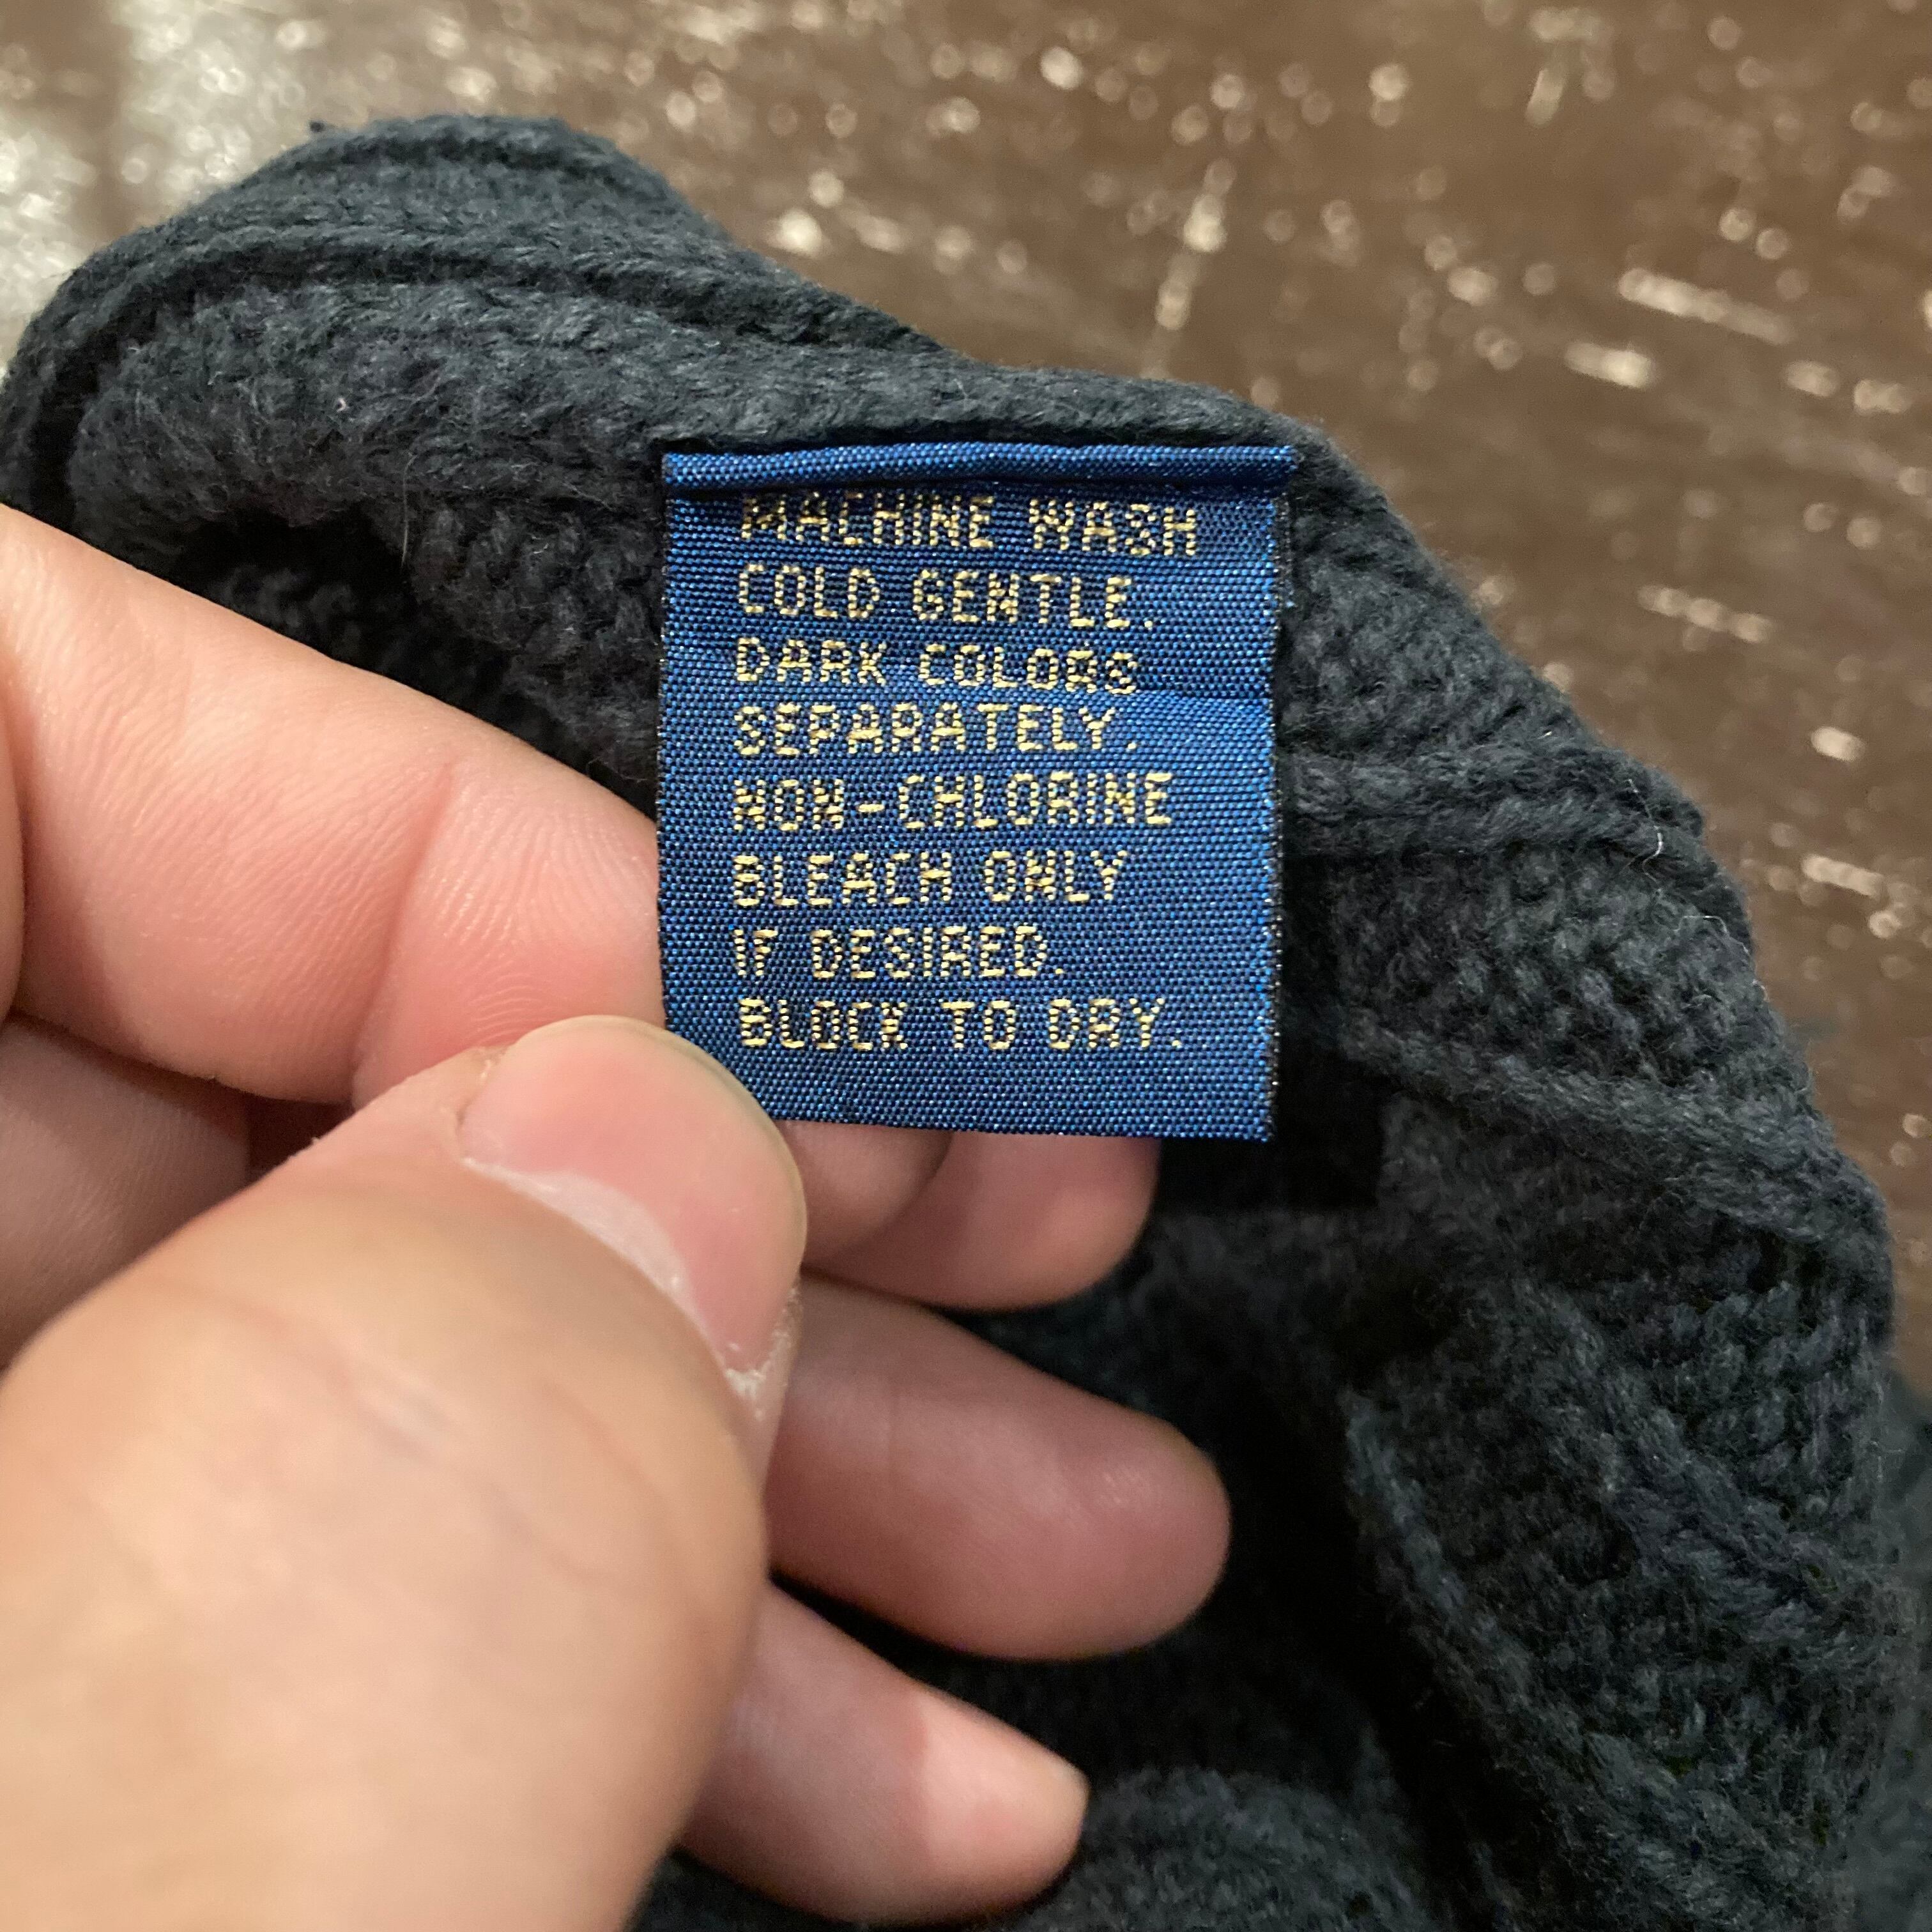 MACHINE WASH
COLD GENTLE.
DARK COLORS
SEPARATELY.
NON-CHLORINE
BLEACH ONLY
IF DESIRED.
BLOCK TO DRY.